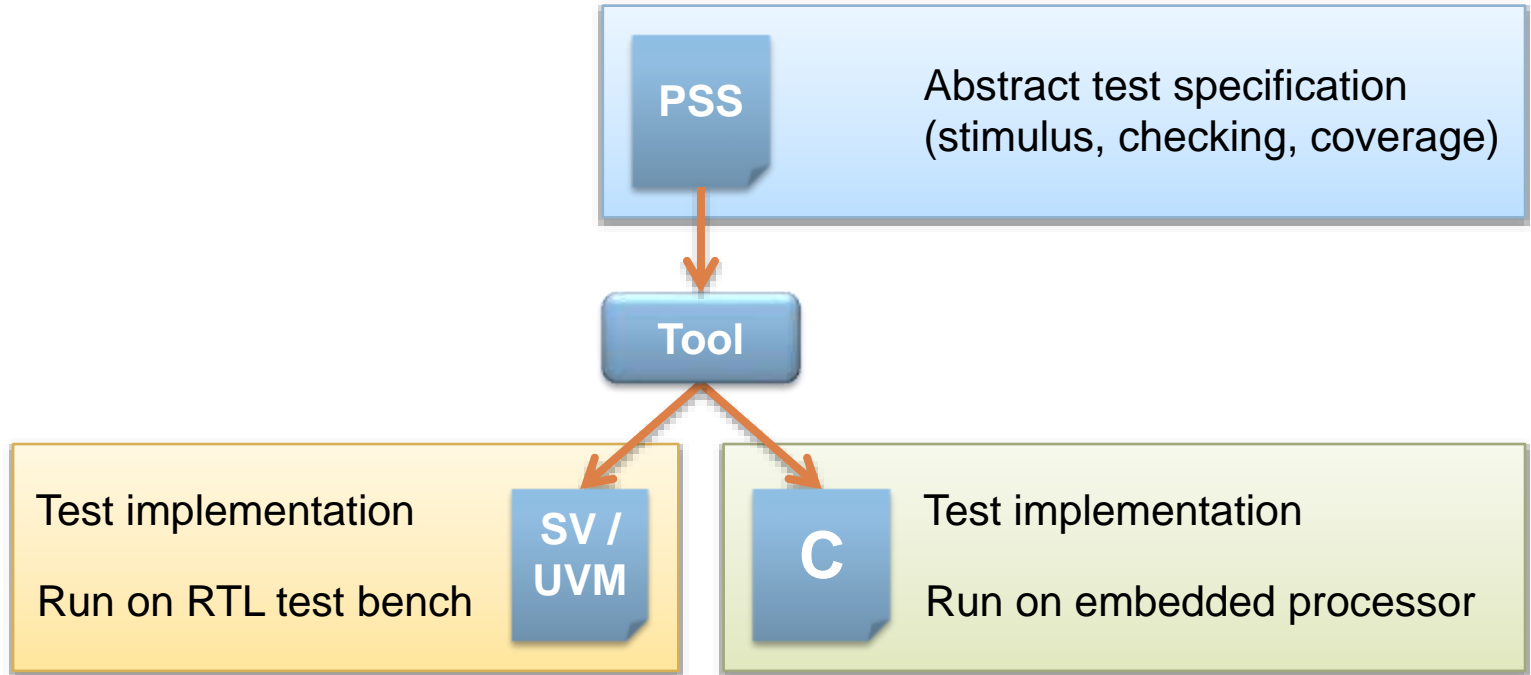 PSS
Abstract test specification
(stimulus, checking, coverage)
Tool
Test implementation
Run on RTL test bench
SV /
UVM
C
Test implementation
Run on embedded processor